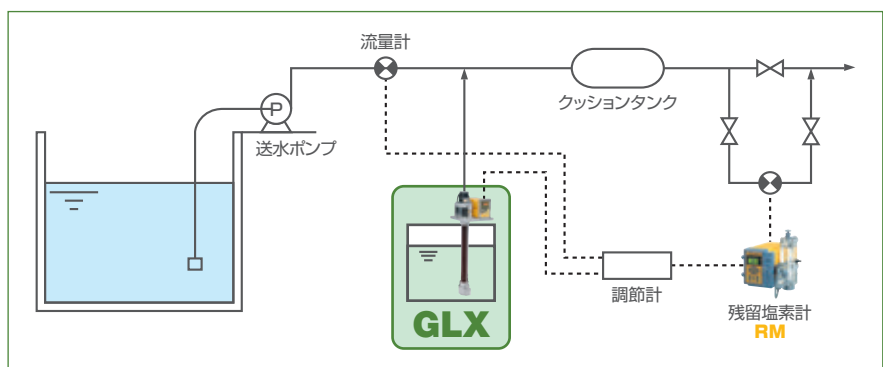 流量計
P
送水ポンプ
クッションタンク
GLX
調節計
残留塩素計
RM